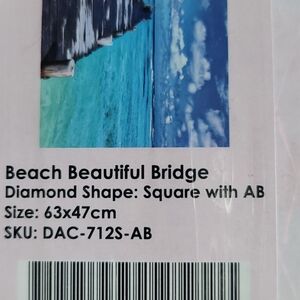 Beach Beautiful Bridge
Diamond Shape: Square with AB
Size: 63x47cm
SKU: DAC-712S-AB